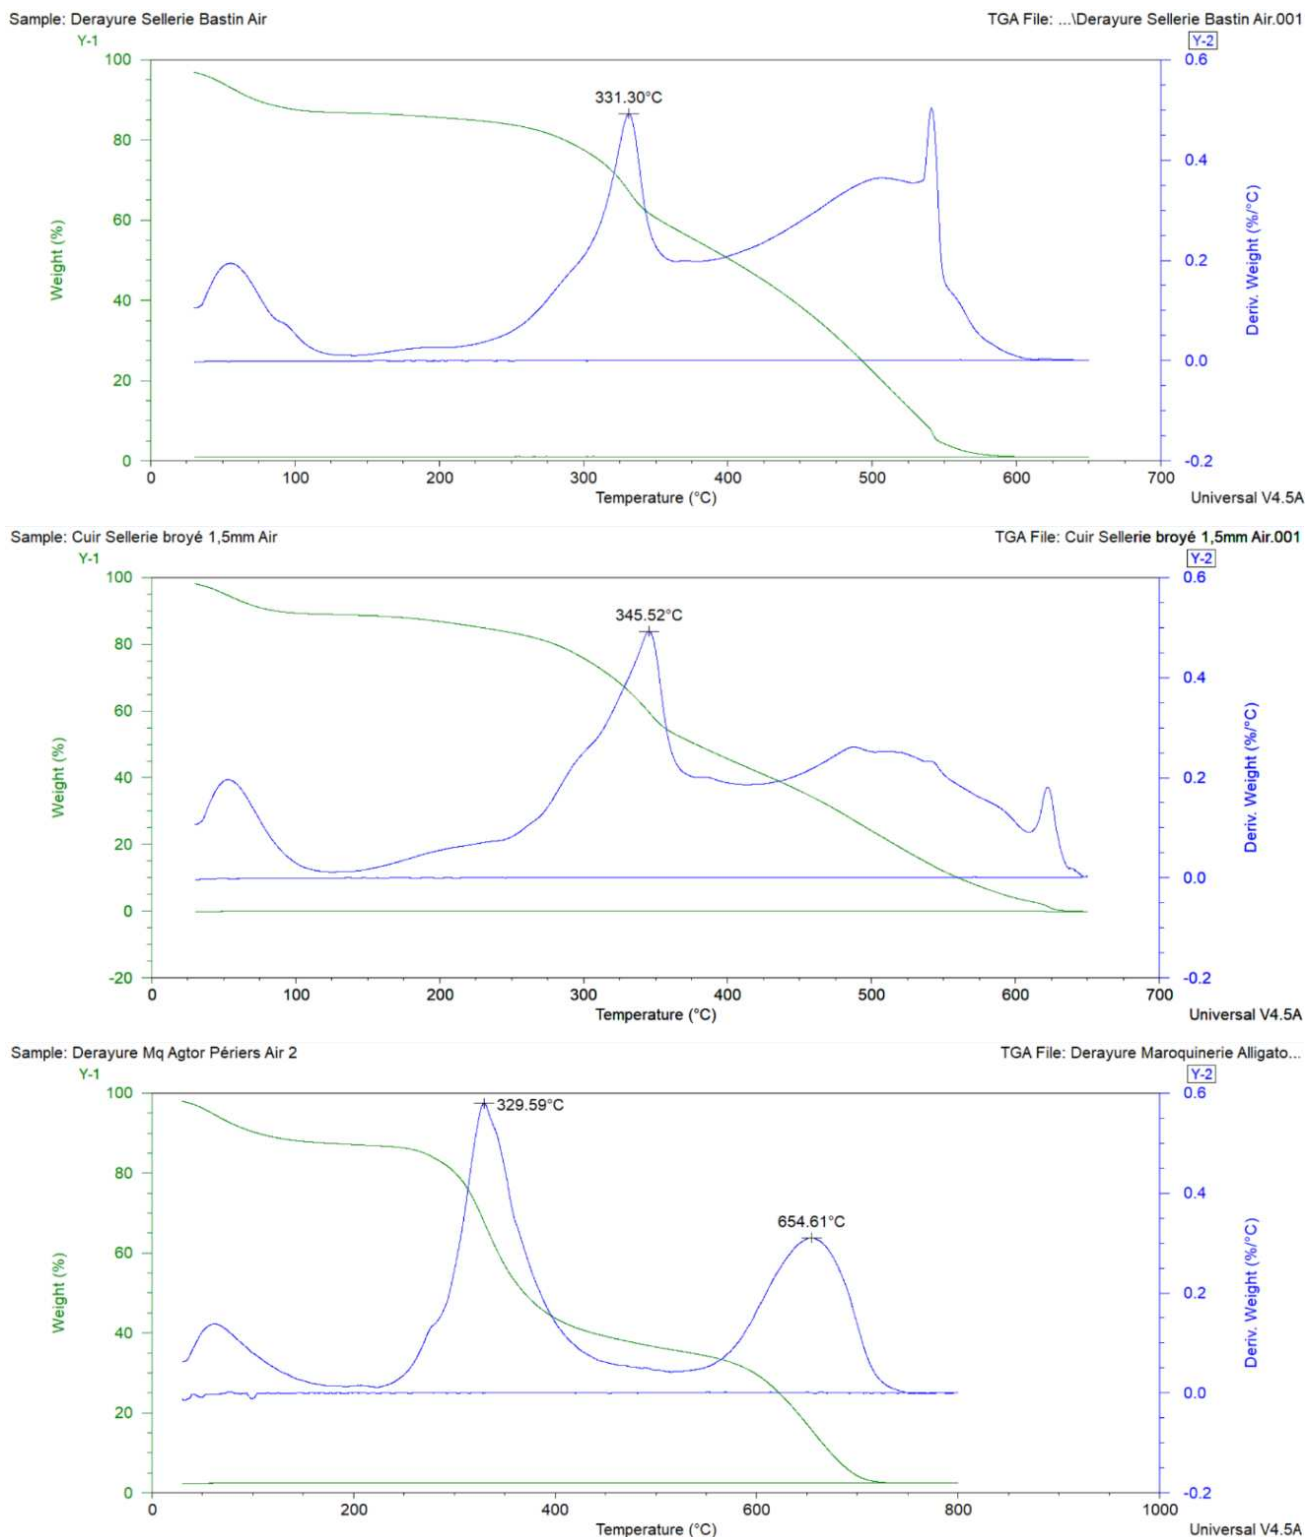 Sample: Derayure Sellerie Bastin Air
TGA File: ...\Derayure Sellerie Bastin Air.001
Y-1
Y-2
100
80
60
40
20
0
Weight (%)
331.30°C
0.6
0.4
0.2
0.0
-0.2
Deriv. Weight (%/°C)
0 100 200 300 400 500 600 700
Temperature (°C)
Universal V4.5A
Sample: Cuir Sellerie broyé 1,5mm Air
TGA File: Cuir Sellerie broyé 1,5mm Air.001
Y-1
Y-2
100
80
60
40
20
0
-20
Weight (%)
345.52°C
0.6
0.4
0.2
0.0
-0.2
Deriv. Weight (%/°C)
0 100 200 300 400 500 600 700
Temperature (°C)
Universal V4.5A
Sample: Derayure Mq Agtor Périers Air 2
TGA File: Derayure Maroquinerie Alligato...
Y-1
Y-2
100
80
60
40
20
0
Weight (%)
329.59°C
654.61°C
0.6
0.4
0.2
0.0
-0.2
Deriv. Weight (%/°C)
0 200 400 600 800 1000
Temperature (°C)
Universal V4.5A